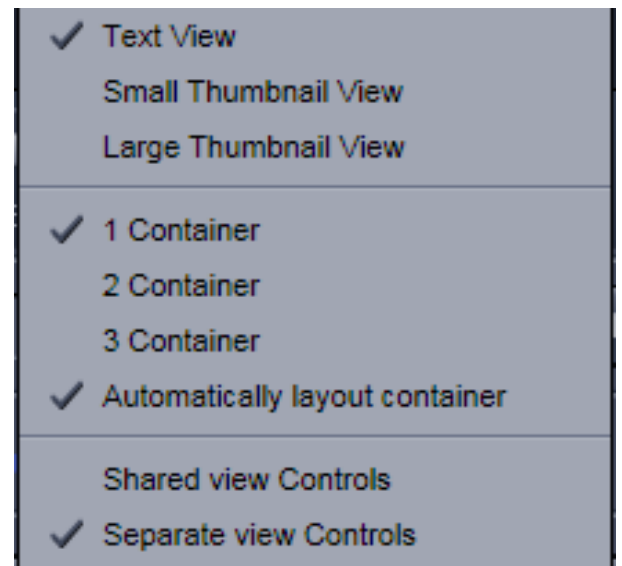 Text View
Small Thumbnail View
Large Thumbnail View
1 Container
2 Container
3 Container
Automatically layout container
Shared view Controls
Separate view Controls